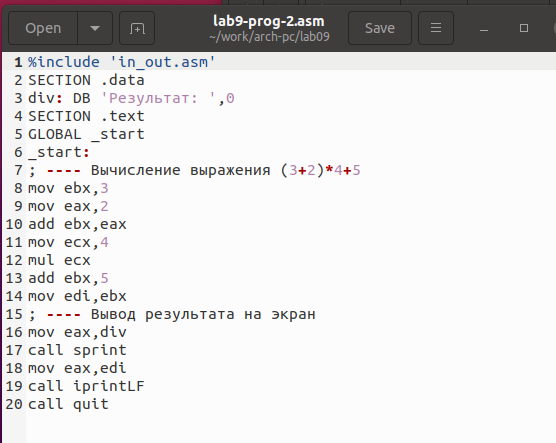 Open lab9-prog-2.asm Save
~/work/arch-pc/lab09
1 %include 'in_out.asm'
2 SECTION .data
3 div: DB 'Результат: ',0
4 SECTION .text
5 GLOBAL _start
6 _start:
7 ; ---- Вычисление выражения (3+2)*4+5
8 mov ebx,3
9 mov eax,2
10 add ebx,eax
11 mov ecx,4
12 mul ecx
13 add ebx,5
14 mov edi,ebx
15 ; ---- Вывод результата на экран
16 mov eax,div
17 call sprint
18 mov eax,edi
19 call iprintLF
20 call quit